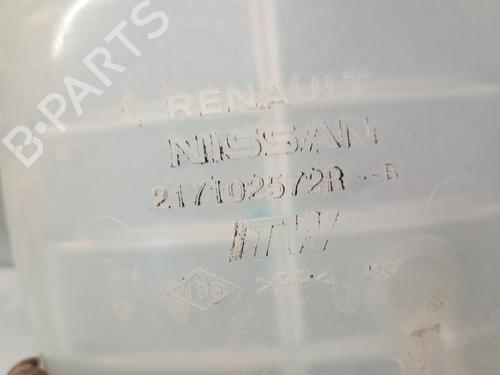 B-PARTS
RENAULT
NISSAN
217102572R --B
ITW